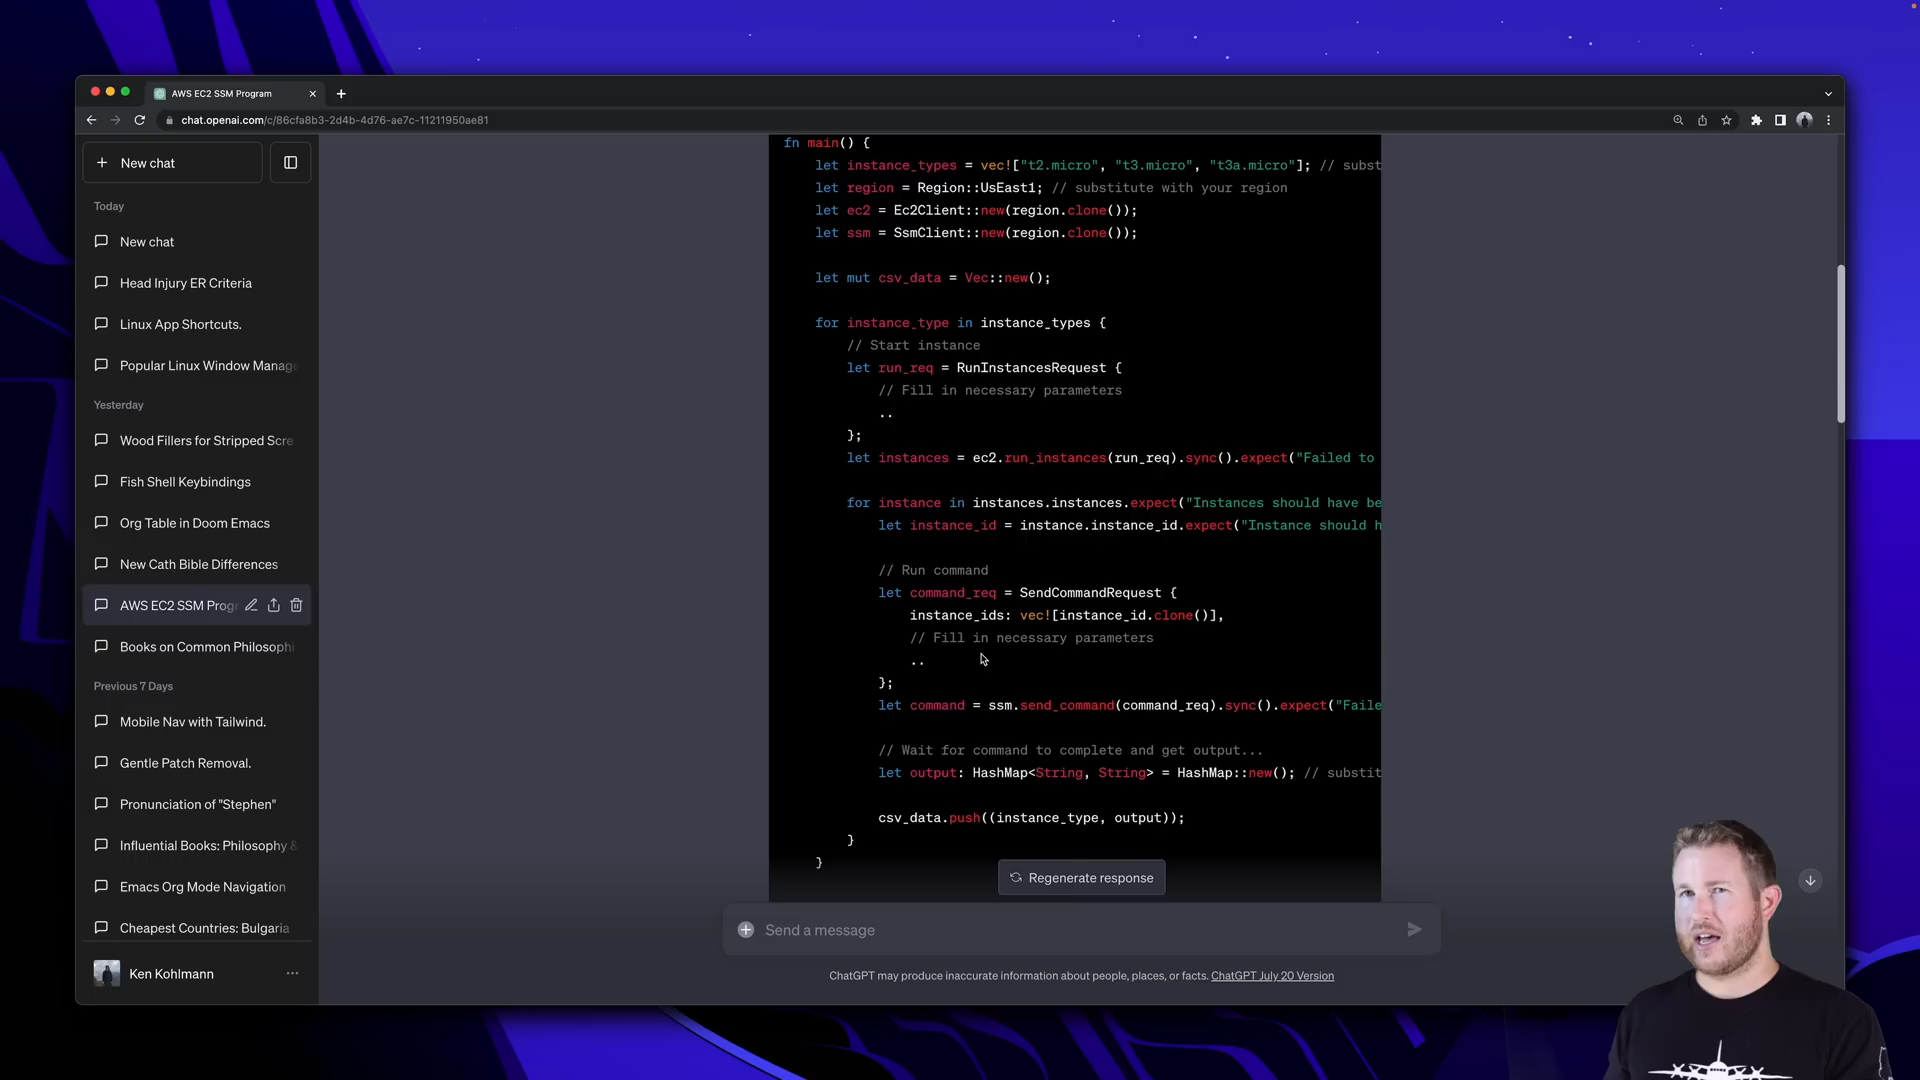 AWS EC2 SSM Program
chat.openai.com/c/86cfa8b3-2d4b-4d76-ae7c-11211950ae81
New chat
Today
New chat
Head Injury ER Criteria
Linux App Shortcuts.
Popular Linux Window Manage
Yesterday
Wood Fillers for Stripped Scre
Fish Shell Keybindings
Org Table in Doom Emacs
New Cath Bible Differences
AWS EC2 SSM Progr
Books on Common Philosophi
Previous 7 Days
Mobile Nav with Tailwind.
Gentle Patch Removal.
Pronunciation of "Stephen"
Influential Books: Philosophy &
Emacs Org Mode Navigation
Cheapest Countries: Bulgaria
Ken Kohlmann
fn main() {
let instance_types = vec!["t2.micro", "t3.micro", "t3a.micro"]; // subst
let region = Region::UsEast1; // substitute with your region
let ec2 = Ec2Client::new(region.clone());
let ssm = SsmClient::new(region.clone());
let mut csv_data = Vec::new();
for instance_type in instance_types {
// Start instance
let run_req = RunInstancesRequest {
// Fill in necessary parameters
..
};
let instances = ec2.run_instances(run_req).sync().expect("Failed to
for instance in instances.instances.expect("Instances should have be
let instance_id = instance.instance_id.expect("Instance should h
// Run command
let command_req = SendCommandRequest {
instance_ids: vec![instance_id.clone()],
// Fill in necessary parameters
..
};
let command = ssm.send_command(command_req).sync().expect("Faile
// Wait for command to complete and get output...
let output: HashMap<String, String> = HashMap::new(); // substit
csv_data.push((instance_type, output));
}
}
Regenerate response
Send a message
ChatGPT may produce inaccurate information about people, places, or facts. ChatGPT July 20 Version